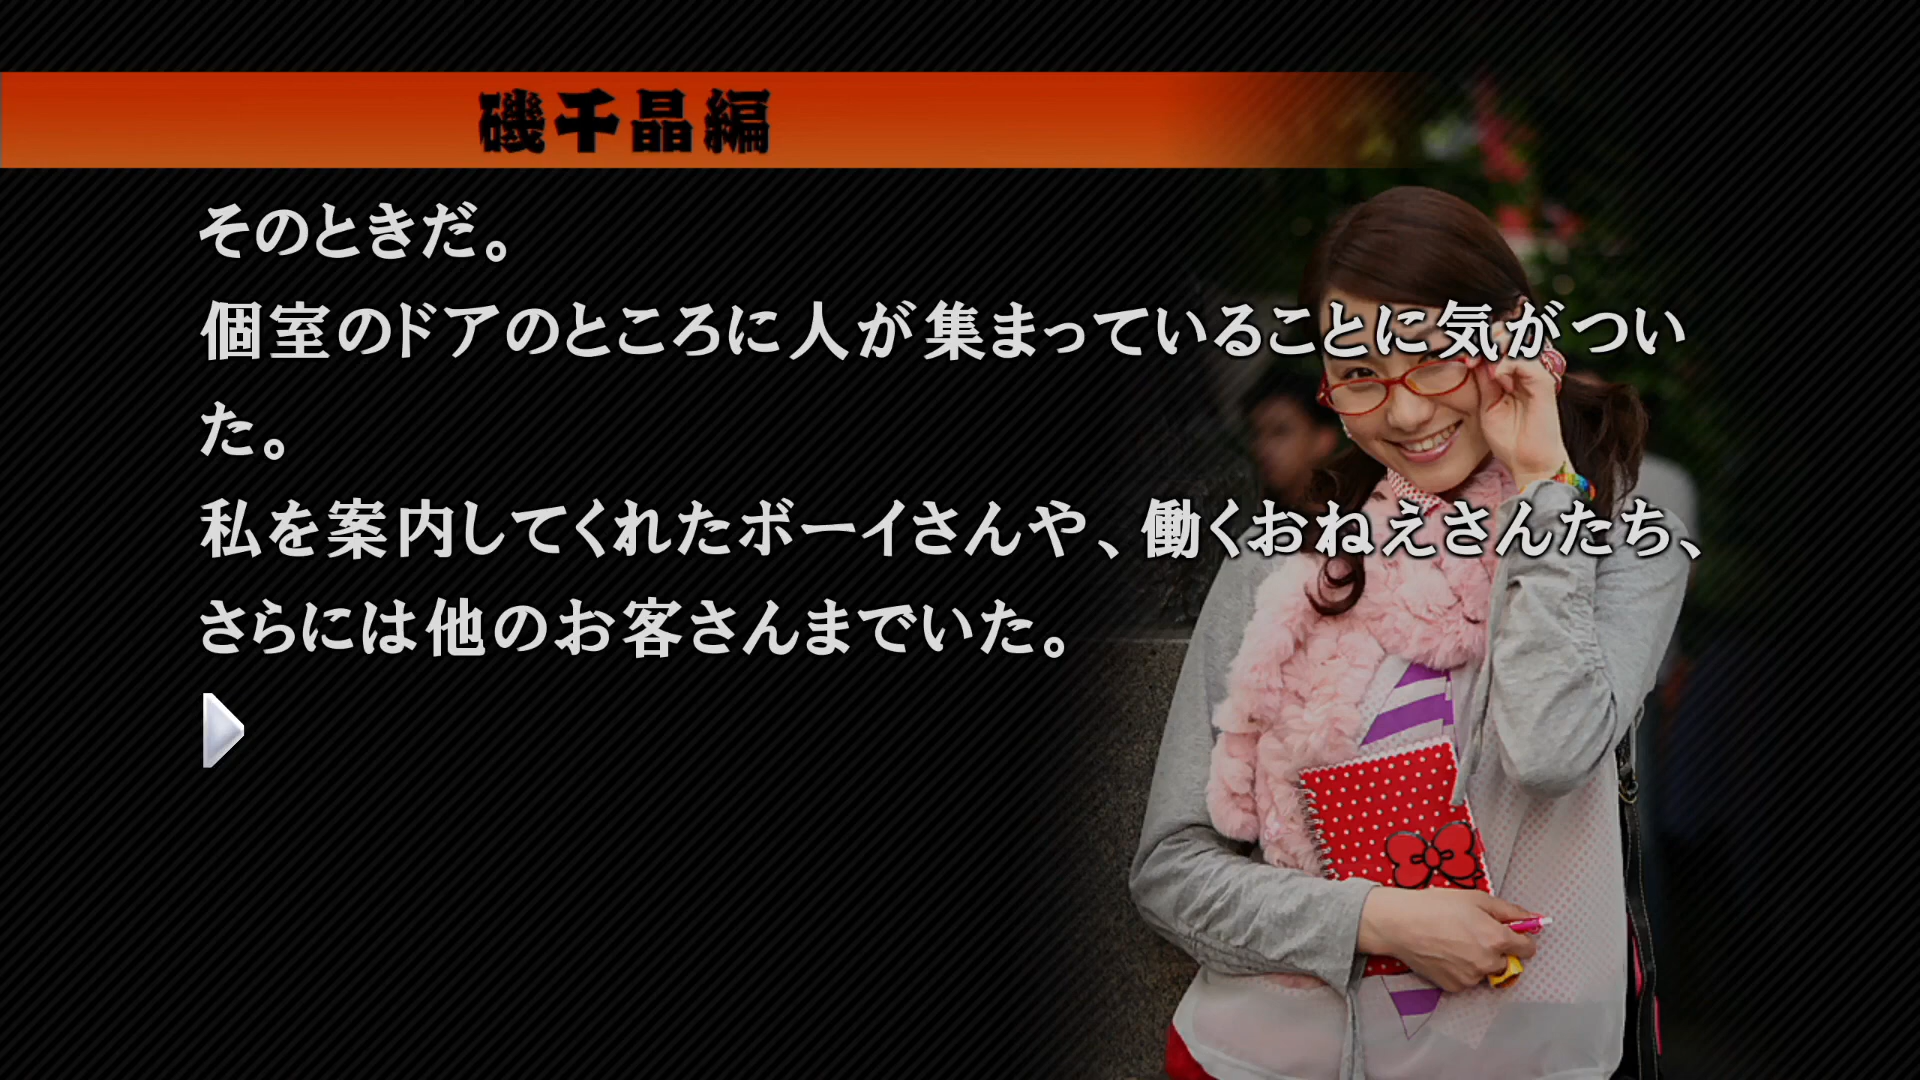 磯千晶編
そのときだ。
個室のドアのところに人が集まっていることに気がつい
た。
私を案内してくれたボーイさんや、働くおねえさんたち、
さらには他のお客さんまでいた。